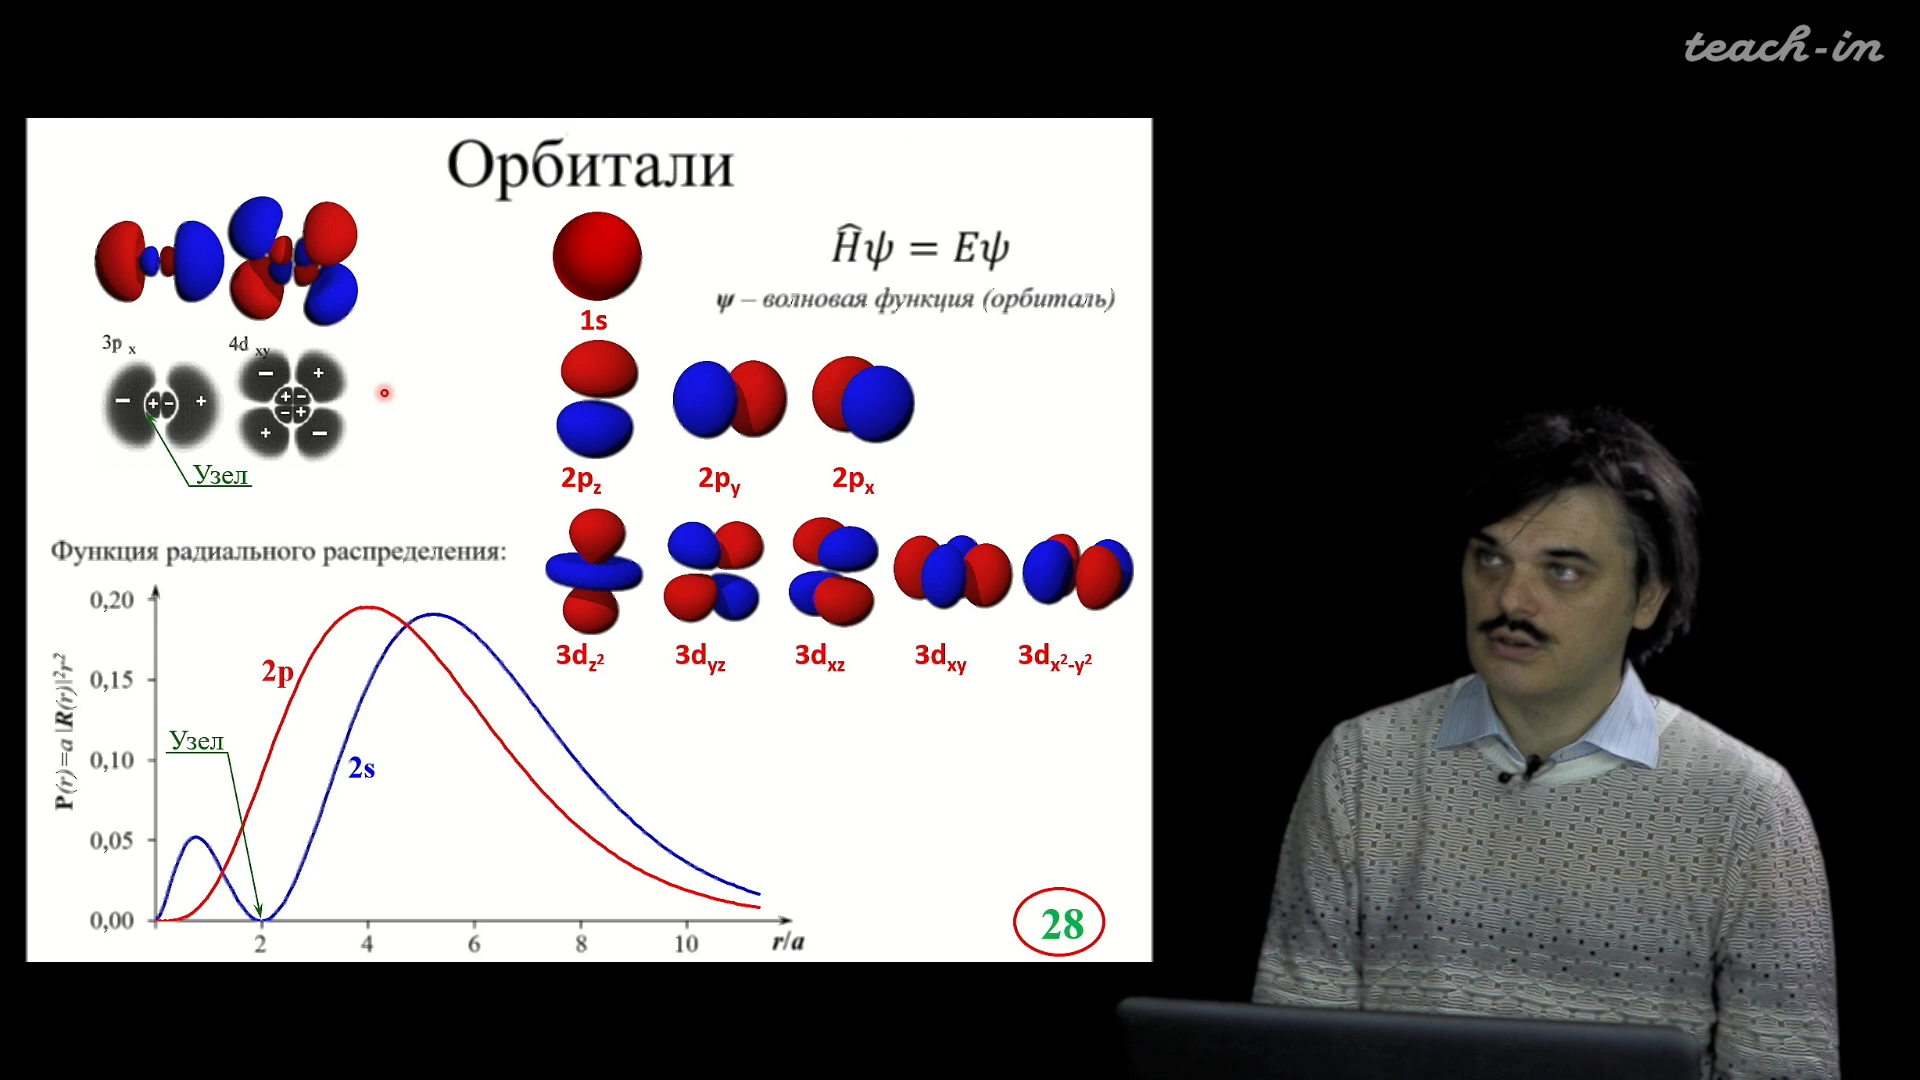 teach-in
Орбитали
Ĥψ = Eψ
ψ – волновая функция (орбиталь)
1s
3p x
4d xy
− + − +
− + + − − + + −
Узел
2pz 2py 2px
Функция радиального распределения:
3dz² 3dyz 3dxz 3dxy 3dx²-y²
P(r)=a |R(r)|²r²
0,20
0,15
0,10
0,05
0,00
2p
2s
Узел
2 4 6 8 10 r/a
28